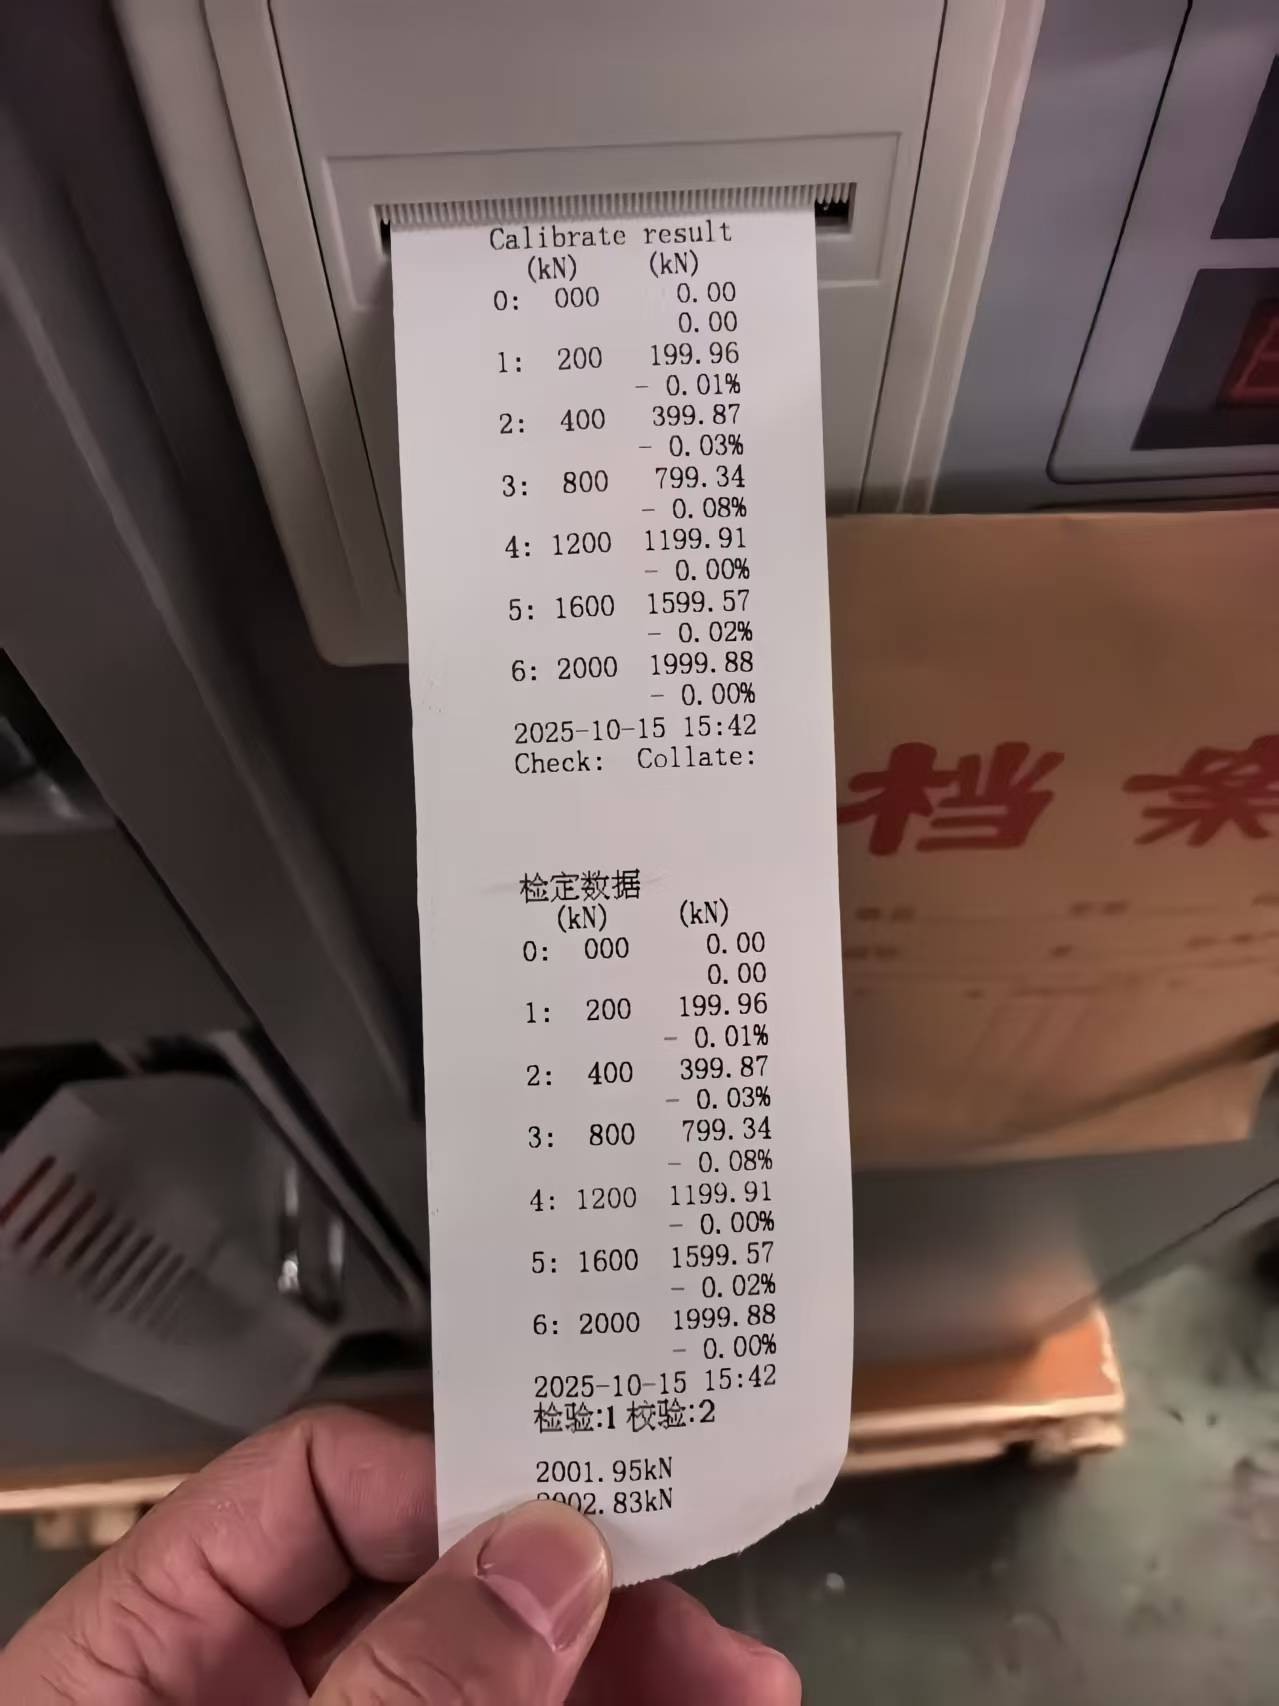 Calibrate result
(kN) (kN)
0: 000 0.00
0.00
1: 200 199.96
- 0.01%
2: 400 399.87
- 0.03%
3: 800 799.34
- 0.08%
4: 1200 1199.91
- 0.00%
5: 1600 1599.57
- 0.02%
6: 2000 1999.88
- 0.00%
2025-10-15 15:42
Check: Collate:
检定数据
(kN) (kN)
0: 000 0.00
0.00
1: 200 199.96
- 0.01%
2: 400 399.87
- 0.03%
3: 800 799.34
- 0.08%
4: 1200 1199.91
- 0.00%
5: 1600 1599.57
- 0.02%
6: 2000 1999.88
- 0.00%
2025-10-15 15:42
检验:1 校验:2
2001.95kN